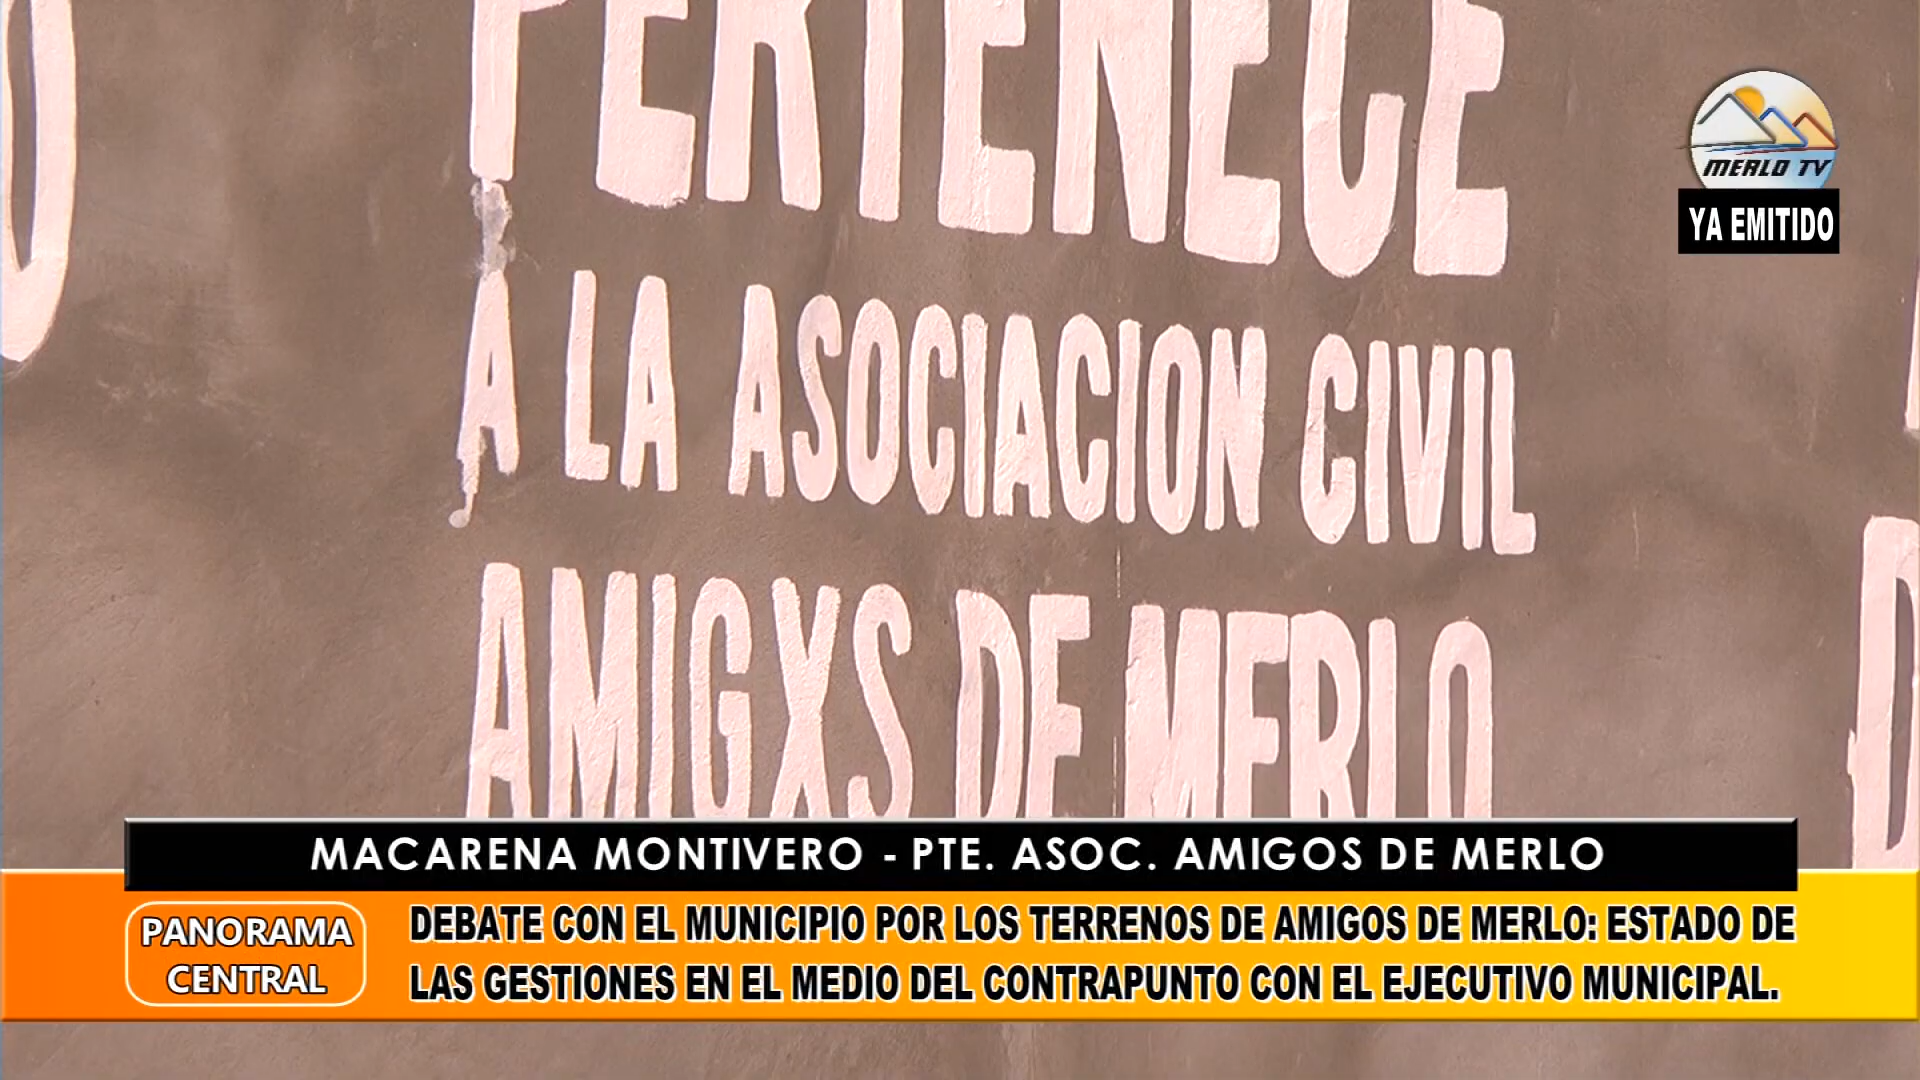 PERTENECE
A LA ASOCIACION CIVIL
AMIGXS DE MERLO
MERLO TV
YA EMITIDO
MACARENA MONTIVERO - PTE. ASOC. AMIGOS DE MERLO
PANORAMA
CENTRAL
DEBATE CON EL MUNICIPIO POR LOS TERRENOS DE AMIGOS DE MERLO: ESTADO DE
LAS GESTIONES EN EL MEDIO DEL CONTRAPUNTO CON EL EJECUTIVO MUNICIPAL.